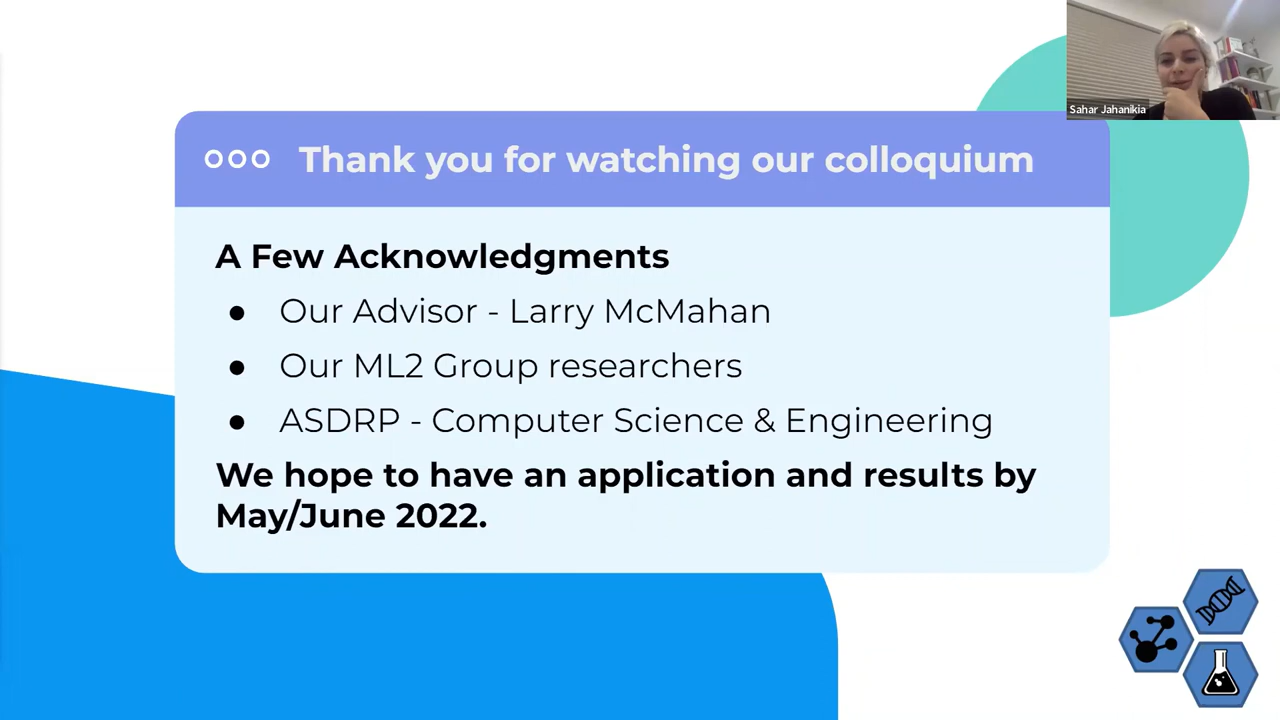 Sahar Jahanikia
Thank you for watching our colloquium
A Few Acknowledgments
● Our Advisor - Larry McMahan
● Our ML2 Group researchers
● ASDRP - Computer Science & Engineering
We hope to have an application and results by
May/June 2022.